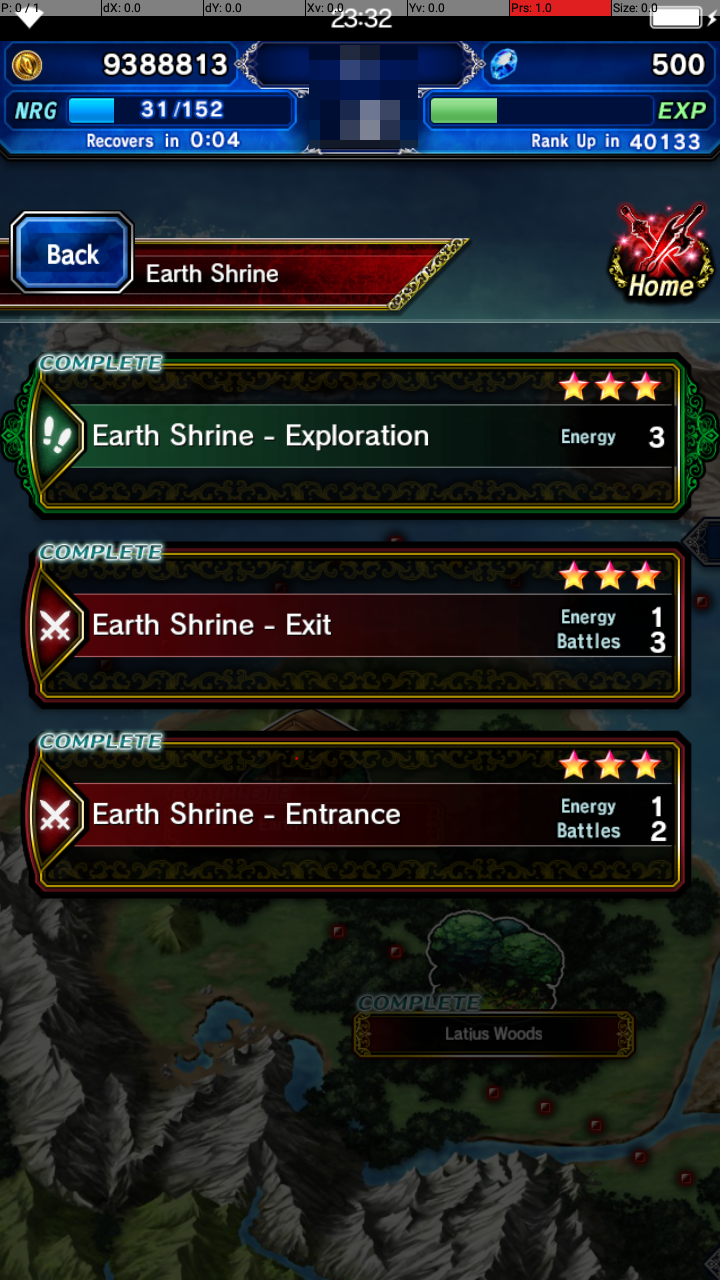 P: 0 / 1 dX: 0.0 dY: 0.0 Xv: 0.0 Yv: 0.0 Prs: 1.0 Size: 0.0
23:32
9388813 500
NRG 31/152 EXP
Recovers in 0:04 Rank Up in 40133
Back Earth Shrine Home
COMPLETE
Earth Shrine - Exploration Energy 3
COMPLETE
Earth Shrine - Exit Energy 1
Battles 3
COMPLETE
Earth Shrine - Entrance Energy 1
Battles 2
COMPLETE
Latius Woods